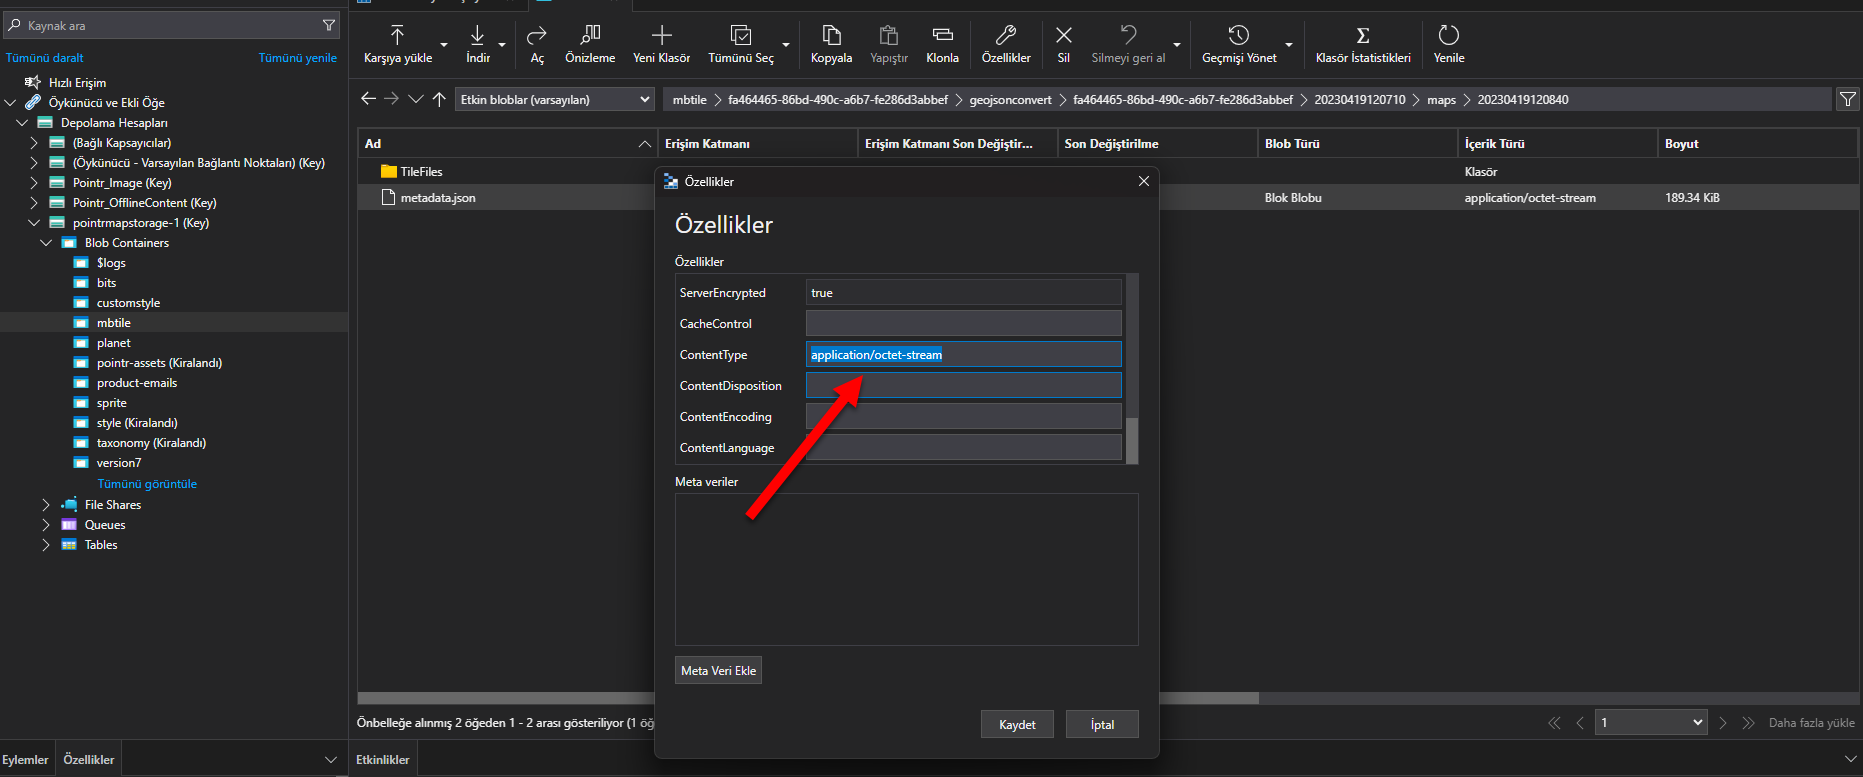 Kaynak ara
Tümünü daralt
Tümünü yenile
Hızlı Erişim
Öykünücü ve Ekli Öğe
Depolama Hesapları
(Bağlı Kapsayıcılar)
(Öykünücü - Varsayılan Bağlantı Noktaları) (Key)
Pointr_Image (Key)
Pointr_OfflineContent (Key)
pointrmapstorage-1 (Key)
Blob Containers
$logs
bits
customstyle
mbtile
planet
pointr-assets (Kiralandı)
product-emails
sprite
style (Kiralandı)
taxonomy (Kiralandı)
version7
Tümünü görüntüle
File Shares
Queues
Tables
Eylemler
Özellikler
Karşıya yükle
İndir
Aç
Önizleme
Yeni Klasör
Tümünü Seç
Kopyala
Yapıştır
Klonla
Özellikler
Sil
Silmeyi geri al
Geçmişi Yönet
Klasör İstatistikleri
Yenile
Etkin bloblar (varsayılan)
mbtile
fa464465-86bd-490c-a6b7-fe286d3abbef
geojsonconvert
fa464465-86bd-490c-a6b7-fe286d3abbef
20230419120710
maps
20230419120840
Ad
Erişim Katmanı
Erişim Katmanı Son Değiştir...
Son Değiştirilme
Blob Türü
İçerik Türü
Boyut
TileFiles
Klasör
metadata.json
Blok Blobu
application/octet-stream
189.34 KiB
Özellikler
Özellikler
Özellikler
ServerEncrypted
true
CacheControl
ContentType
application/octet-stream
ContentDisposition
ContentEncoding
ContentLanguage
Meta veriler
Meta Veri Ekle
Kaydet
İptal
Önbelleğe alınmış 2 öğeden 1 - 2 arası gösteriliyor (1 öğ
1
Daha fazla yükle
Etkinlikler